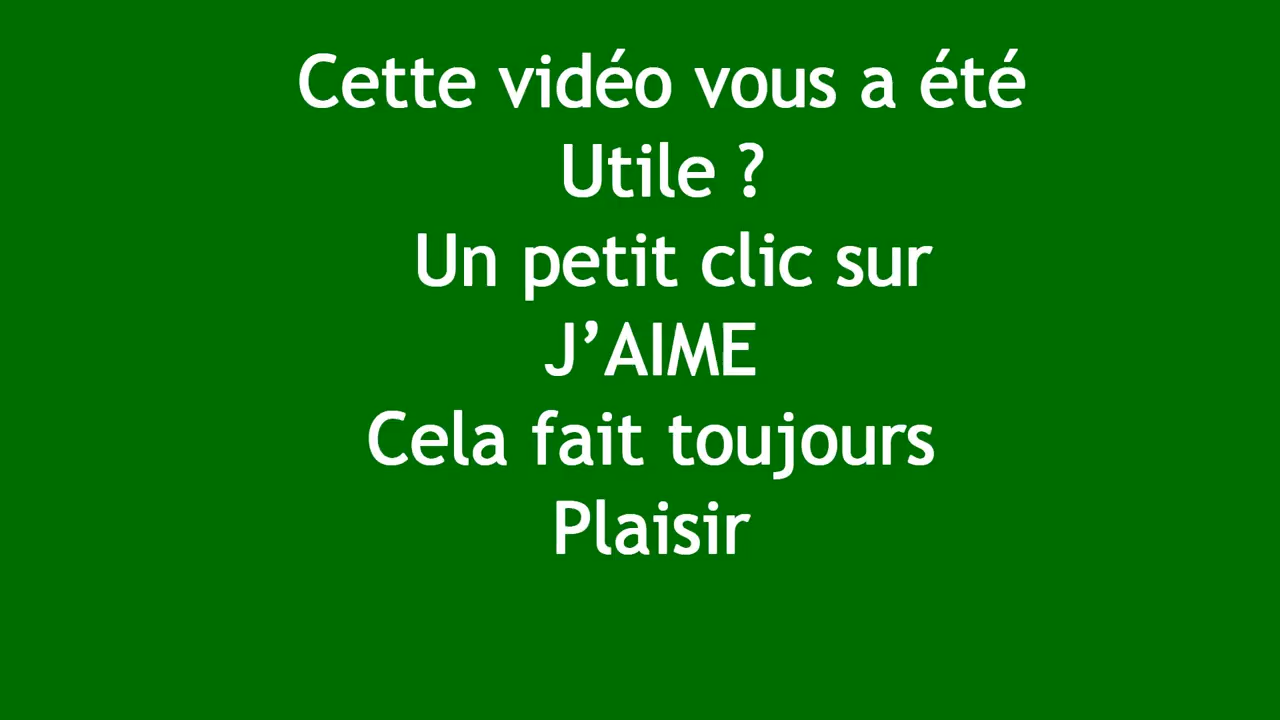 Cette vidéo vous a été
Utile ?
Un petit clic sur
J’AIME
Cela fait toujours
Plaisir